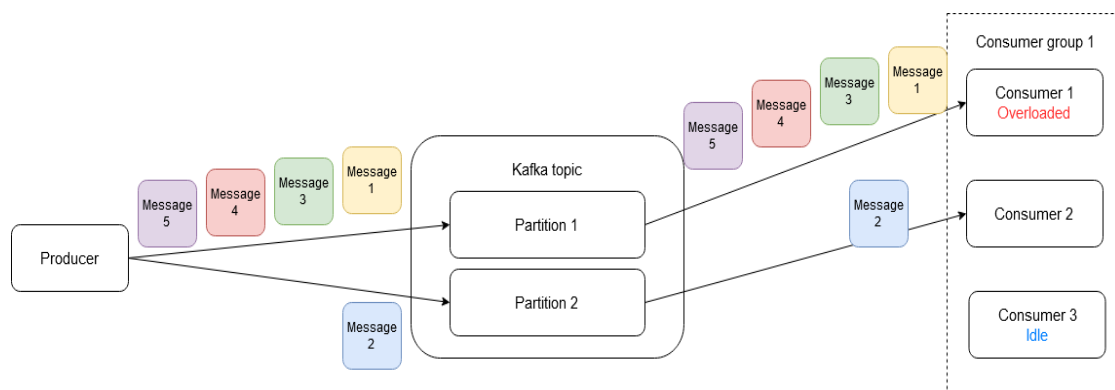 Consumer group 1
Message
1
Message
3
Message
4
Message
5
Consumer 1
Overloaded
Message
1
Message
3
Message
4
Message
5
Kafka topic
Partition 1
Message
2
Consumer 2
Producer
Partition 2
Message
2
Consumer 3
Idle